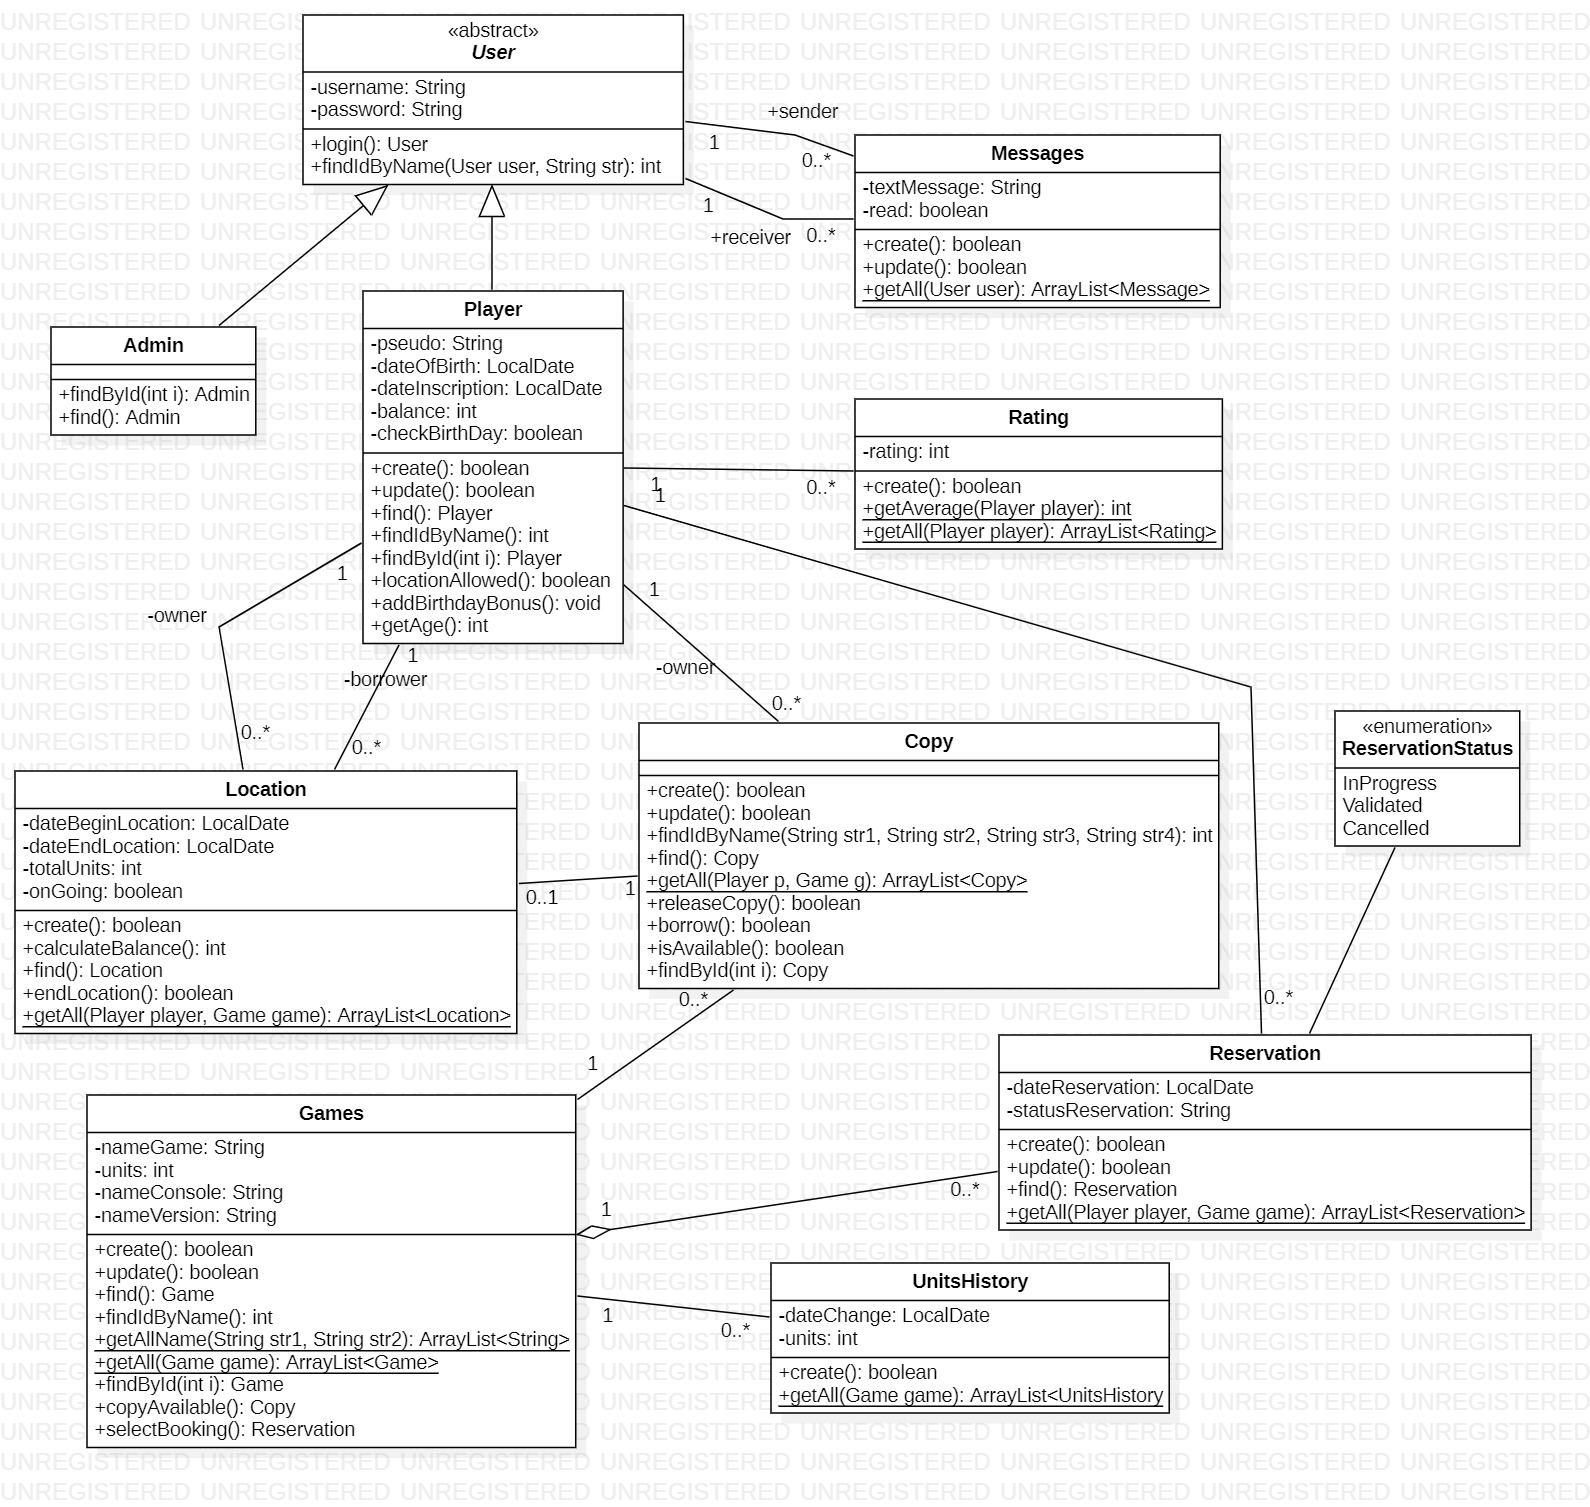 «abstract»
User
-username: String
-password: String
+login(): User
+findIdByName(User user, String str): int
+sender
1
0..*
1
+receiver
0..*
Messages
-textMessage: String
-read: boolean
+create(): boolean
+update(): boolean
+getAll(User user): ArrayList<Message>
Admin
+findById(int i): Admin
+find(): Admin
Player
-pseudo: String
-dateOfBirth: LocalDate
-dateInscription: LocalDate
-balance: int
-checkBirthDay: boolean
+create(): boolean
+update(): boolean
+find(): Player
+findIdByName(): int
+findById(int i): Player
+locationAllowed(): boolean
+addBirthdayBonus(): void
+getAge(): int
Rating
-rating: int
+create(): boolean
+getAverage(Player player): int
+getAll(Player player): ArrayList<Rating>
1
0..*
1
1
-owner
0..*
1
-borrower
0..*
1
-owner
0..*
Location
-dateBeginLocation: LocalDate
-dateEndLocation: LocalDate
-totalUnits: int
-onGoing: boolean
+create(): boolean
+calculateBalance(): int
+find(): Location
+endLocation(): boolean
+getAll(Player player, Game game): ArrayList<Location>
0..1
1
Copy
+create(): boolean
+update(): boolean
+findIdByName(String str1, String str2, String str3, String str4): int
+find(): Copy
+getAll(Player p, Game g): ArrayList<Copy>
+releaseCopy(): boolean
+borrow(): boolean
+isAvailable(): boolean
+findById(int i): Copy
«enumeration»
ReservationStatus
InProgress
Validated
Cancelled
0..*
0..*
1
Reservation
-dateReservation: LocalDate
-statusReservation: String
+create(): boolean
+update(): boolean
+find(): Reservation
+getAll(Player player, Game game): ArrayList<Reservation>
Games
-nameGame: String
-units: int
-nameConsole: String
-nameVersion: String
+create(): boolean
+update(): boolean
+find(): Game
+findIdByName(): int
+getAllName(String str1, String str2): ArrayList<String>
+getAll(Game game): ArrayList<Game>
+findById(int i): Game
+copyAvailable(): Copy
+selectBooking(): Reservation
1
0..*
1
0..*
UnitsHistory
-dateChange: LocalDate
-units: int
+create(): boolean
+getAll(Game game): ArrayList<UnitsHistory
UNREGISTERED